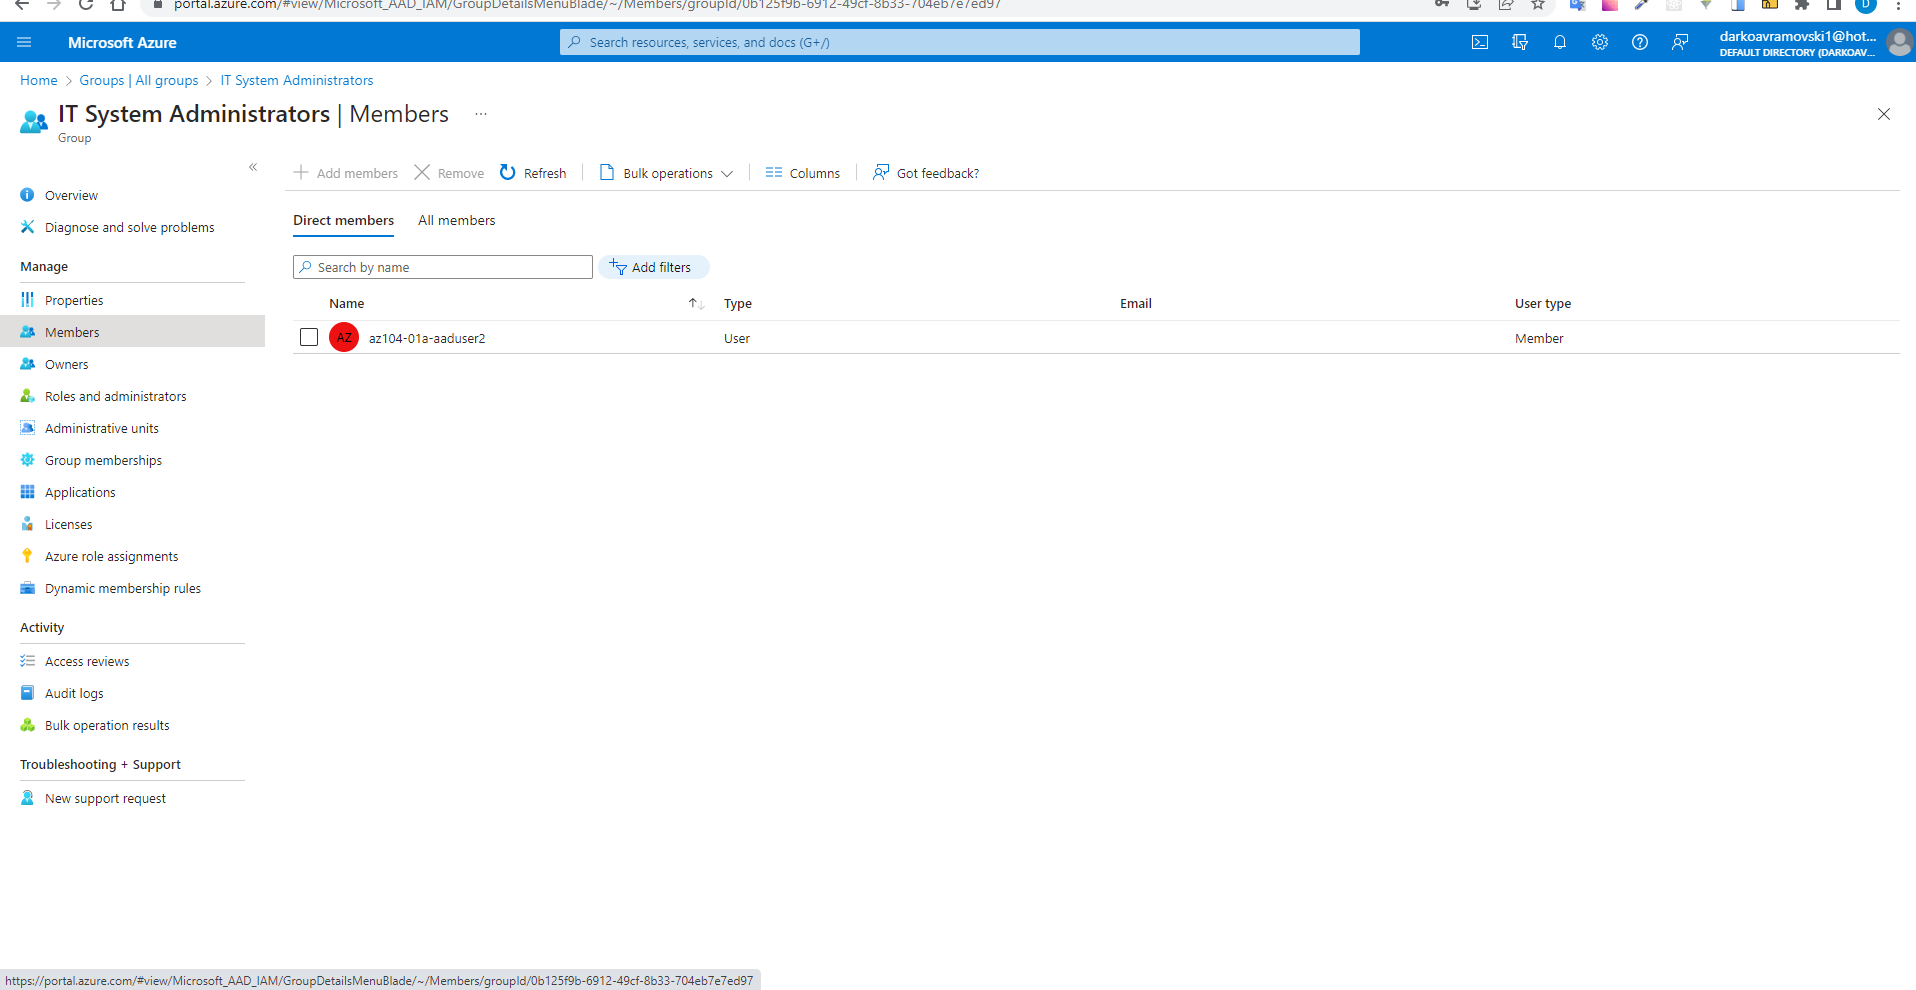 portal.azure.com/#view/Microsoft_AAD_IAM/GroupDetailsMenuBlade/~/Members/groupId/0b125f9b-6912-49cf-8b33-704eb7e7ed97
D
Microsoft Azure
Search resources, services, and docs (G+/)
darkoavramovski1@hot...
DEFAULT DIRECTORY (DARKOAV...
Home > Groups | All groups > IT System Administrators
IT System Administrators | Members ...
Group
«
Add members
Remove
Refresh
Bulk operations
Columns
Got feedback?
Overview
Diagnose and solve problems
Manage
Properties
Members
Owners
Roles and administrators
Administrative units
Group memberships
Applications
Licenses
Azure role assignments
Dynamic membership rules
Activity
Access reviews
Audit logs
Bulk operation results
Troubleshooting + Support
New support request
Direct members
All members
Search by name
Add filters
Name Type Email User type
AZ az104-01a-aaduser2 User Member
https://portal.azure.com/#view/Microsoft_AAD_IAM/GroupDetailsMenuBlade/~/Members/groupId/0b125f9b-6912-49cf-8b33-704eb7e7ed97